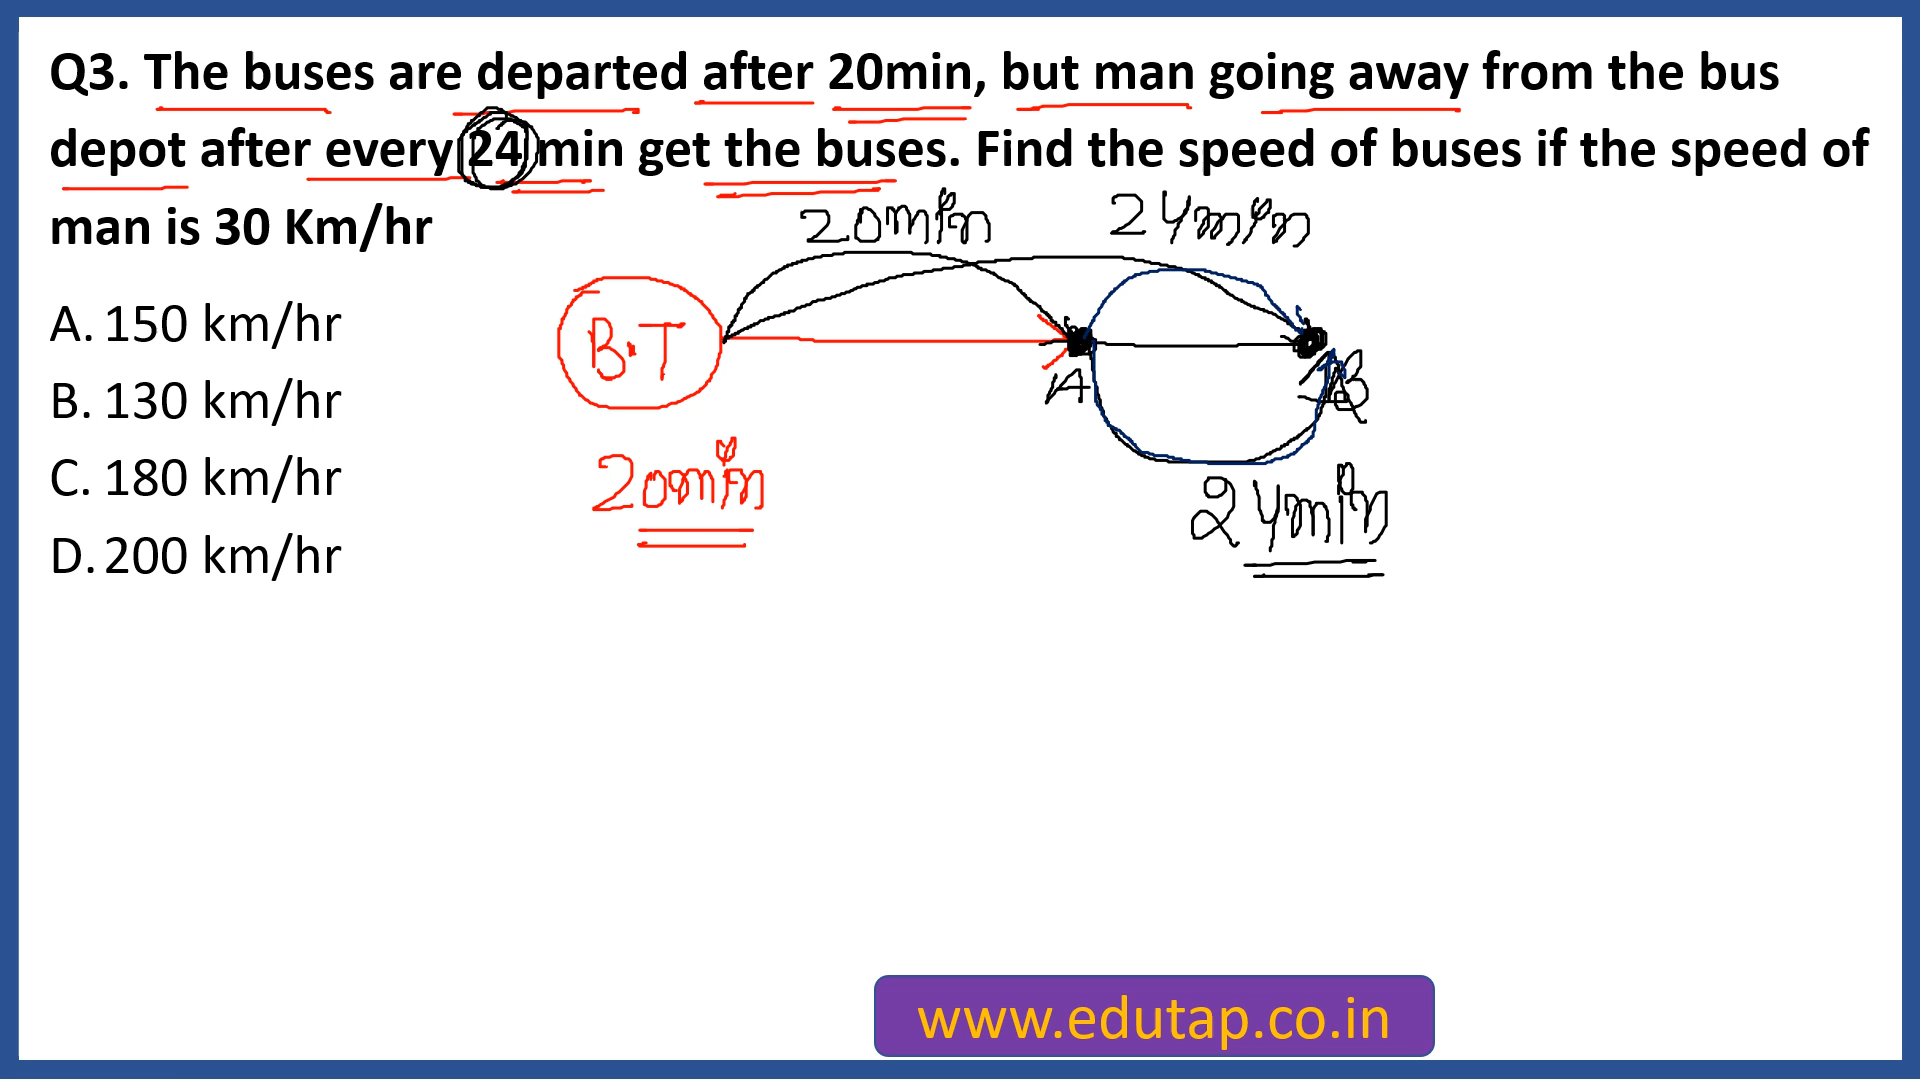 Q3. The buses are departed after 20min, but man going away from the bus
depot after every 24 min get the buses. Find the speed of buses if the speed of
man is 30 Km/hr
20min 24min
A. 150 km/hr
B.T
A B
B. 130 km/hr
C. 180 km/hr
20min
24min
D. 200 km/hr
www.edutap.co.in